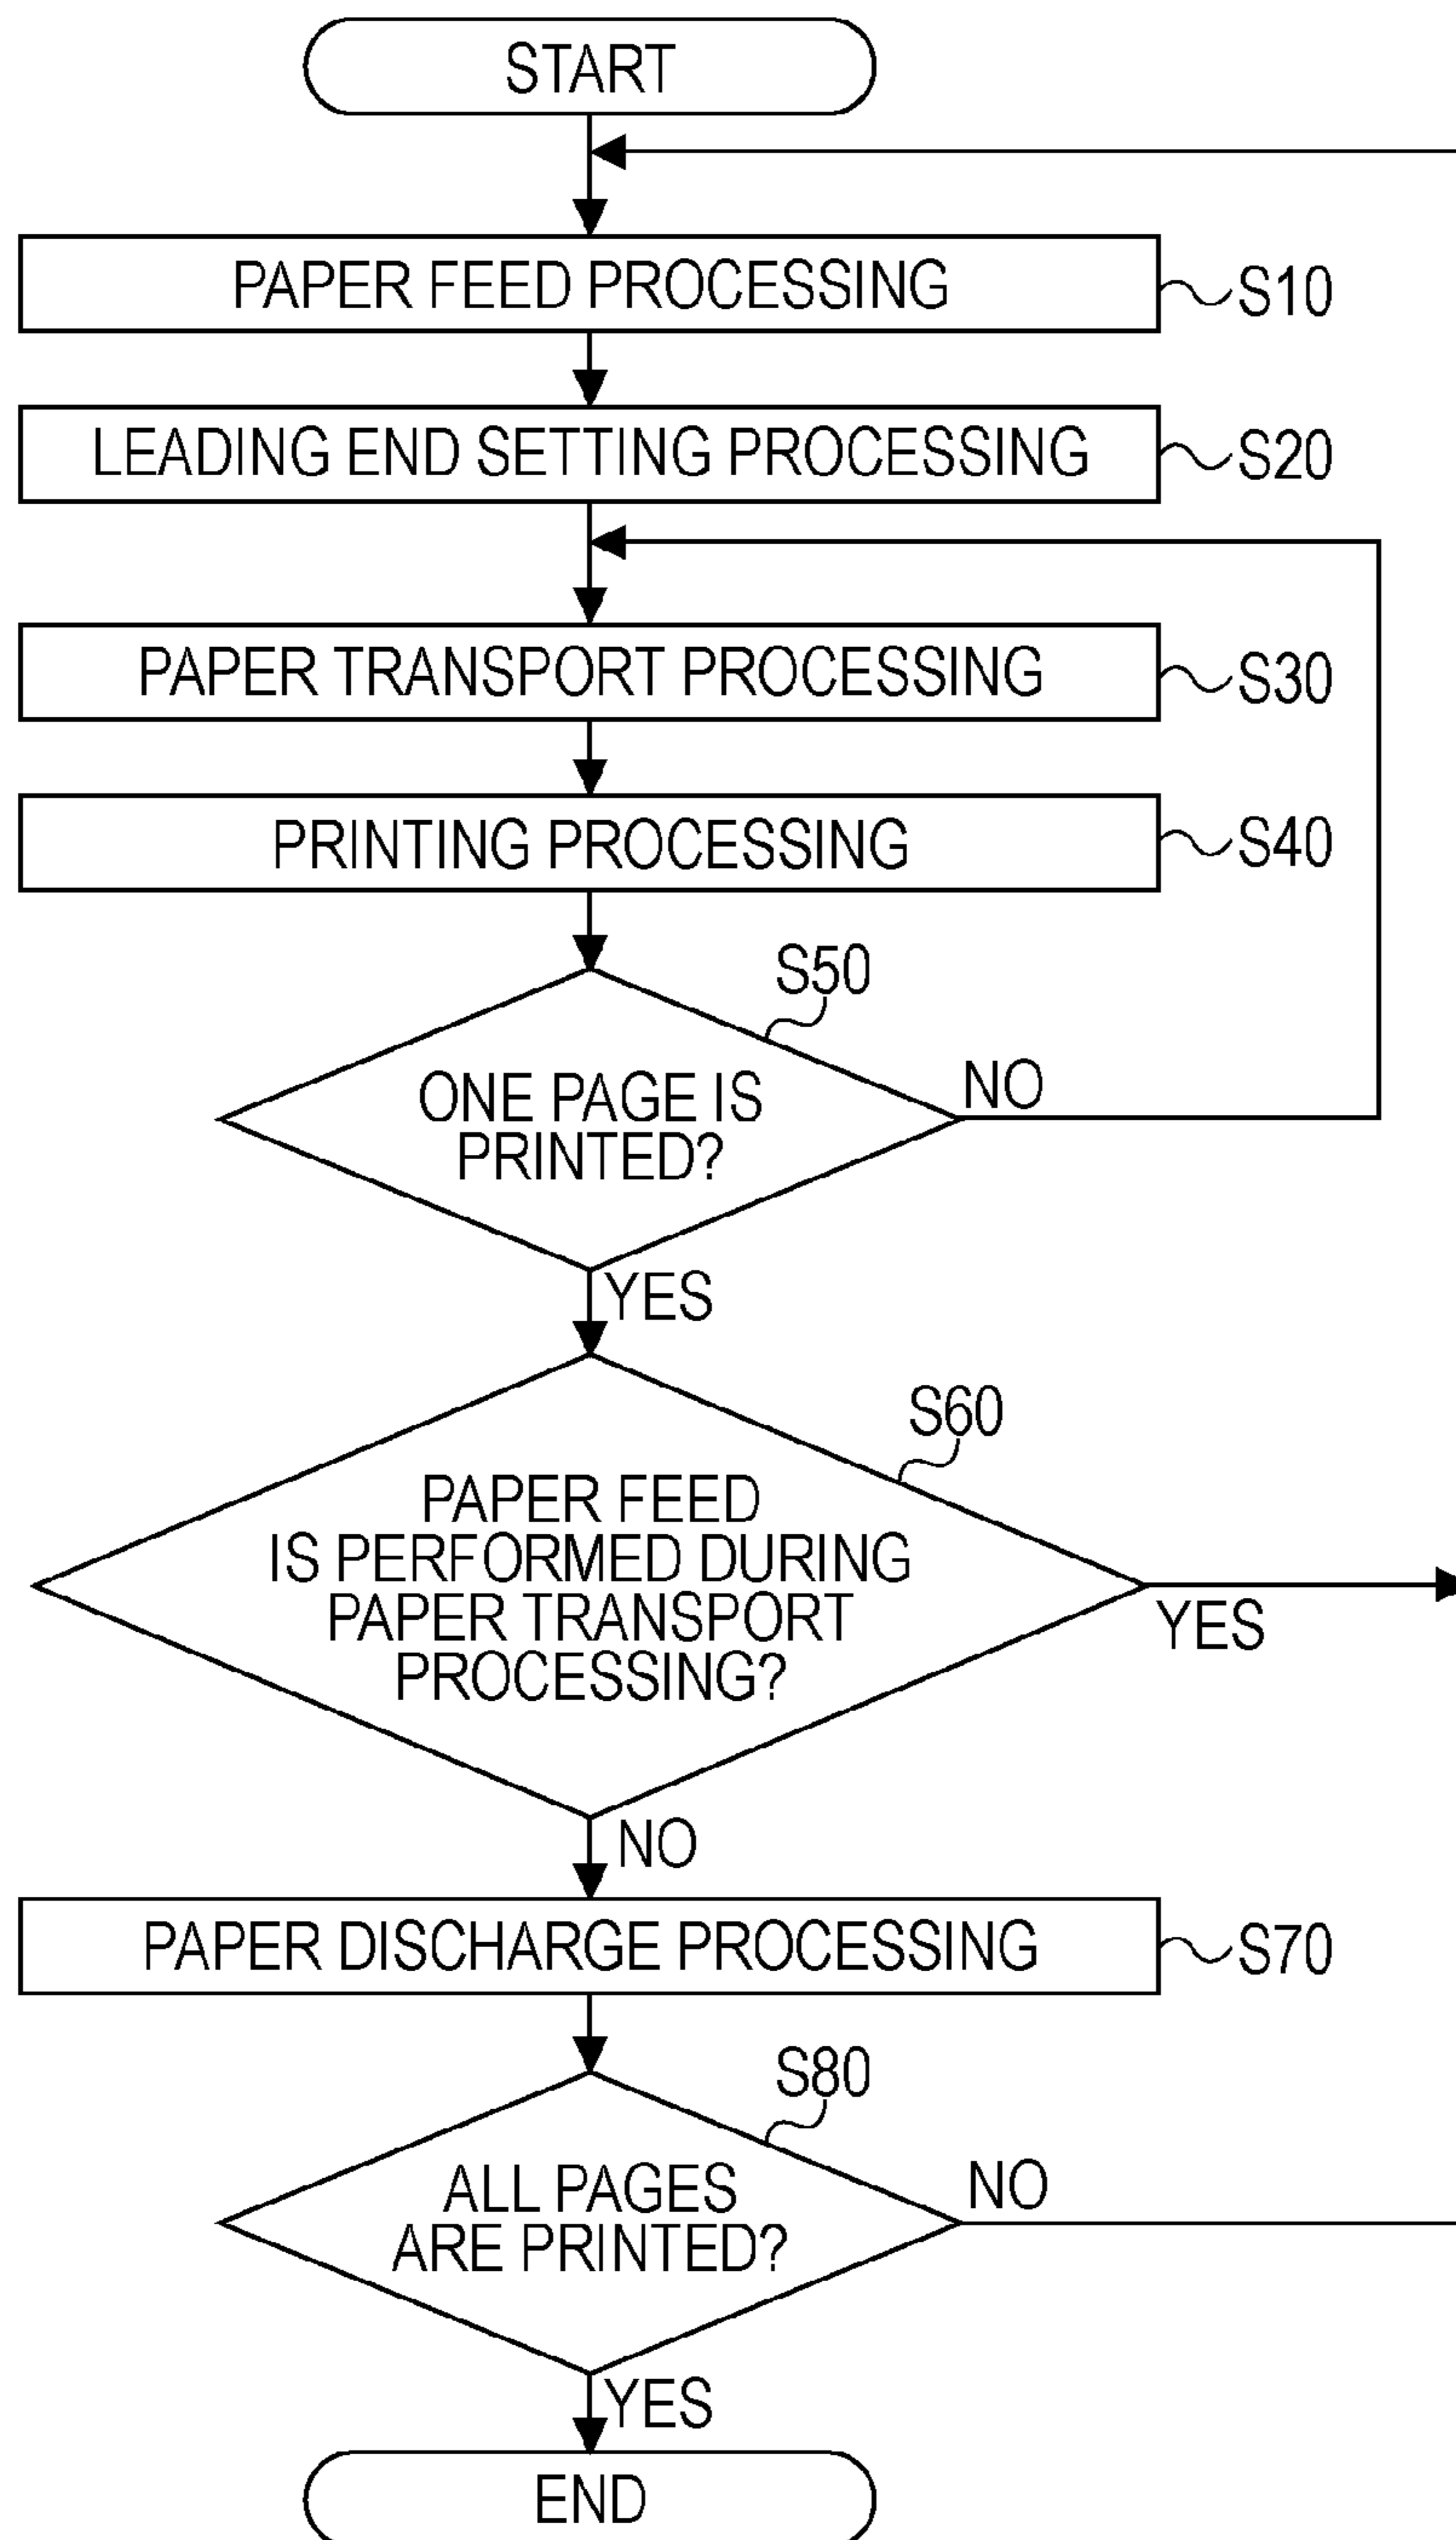 START
PAPER FEED PROCESSING
S10
LEADING END SETTING PROCESSING
S20
PAPER TRANSPORT PROCESSING
S30
PRINTING PROCESSING
S40
S50
ONE PAGE IS
PRINTED?
NO
YES
S60
PAPER FEED
IS PERFORMED DURING
PAPER TRANSPORT
PROCESSING?
YES
NO
PAPER DISCHARGE PROCESSING
S70
S80
ALL PAGES
ARE PRINTED?
NO
YES
END